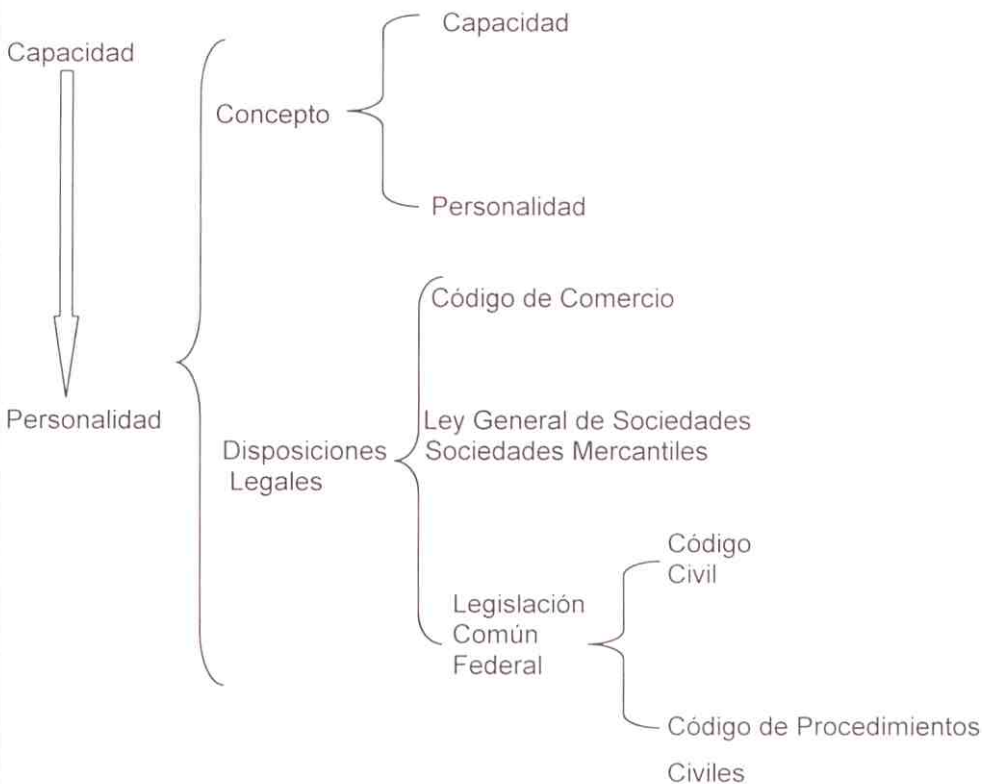 Capacidad
Personalidad
Concepto
Capacidad
Personalidad
Disposiciones
Legales
Código de Comercio
Ley General de Sociedades
Sociedades Mercantiles
Legislación
Común
Federal
Código
Civil
Código de Procedimientos
Civiles